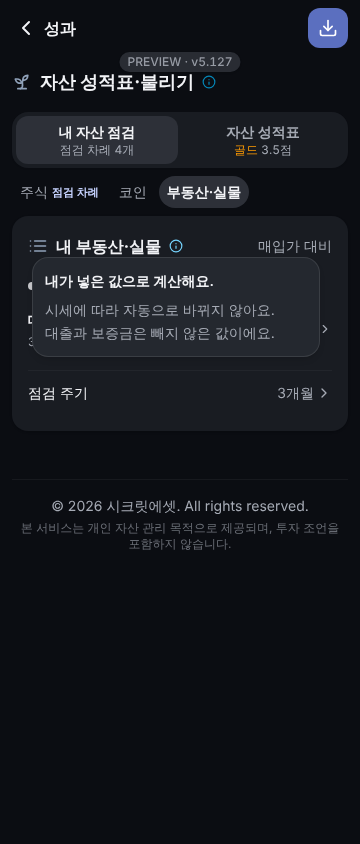 성과
PREVIEW · v5.127
자산 성적표·불리기
내 자산 점검
점검 차례 4개
자산 성적표
골드 3.5점
주식 점검 차례
코인
부동산·실물
내 부동산·실물
매입가 대비
내가 넣은 값으로 계산해요.
시세에 따라 자동으로 바뀌지 않아요.
대출과 보증금은 빼지 않은 값이에요.
점검 주기
3개월
© 2026 시크릿에셋. All rights reserved.
본 서비스는 개인 자산 관리 목적으로 제공되며, 투자 조언을
포함하지 않습니다.